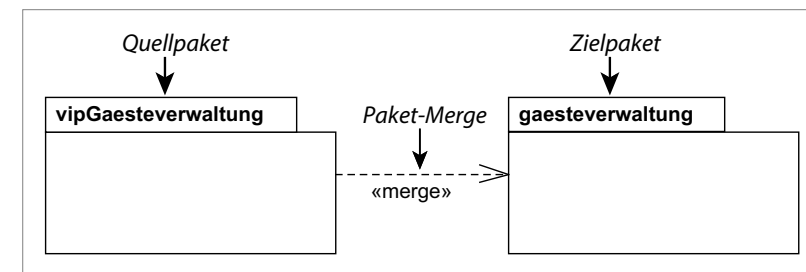 Quellpaket
Zielpaket
vipGaesteverwaltung
Paket-Merge
gaesteverwaltung
«merge»